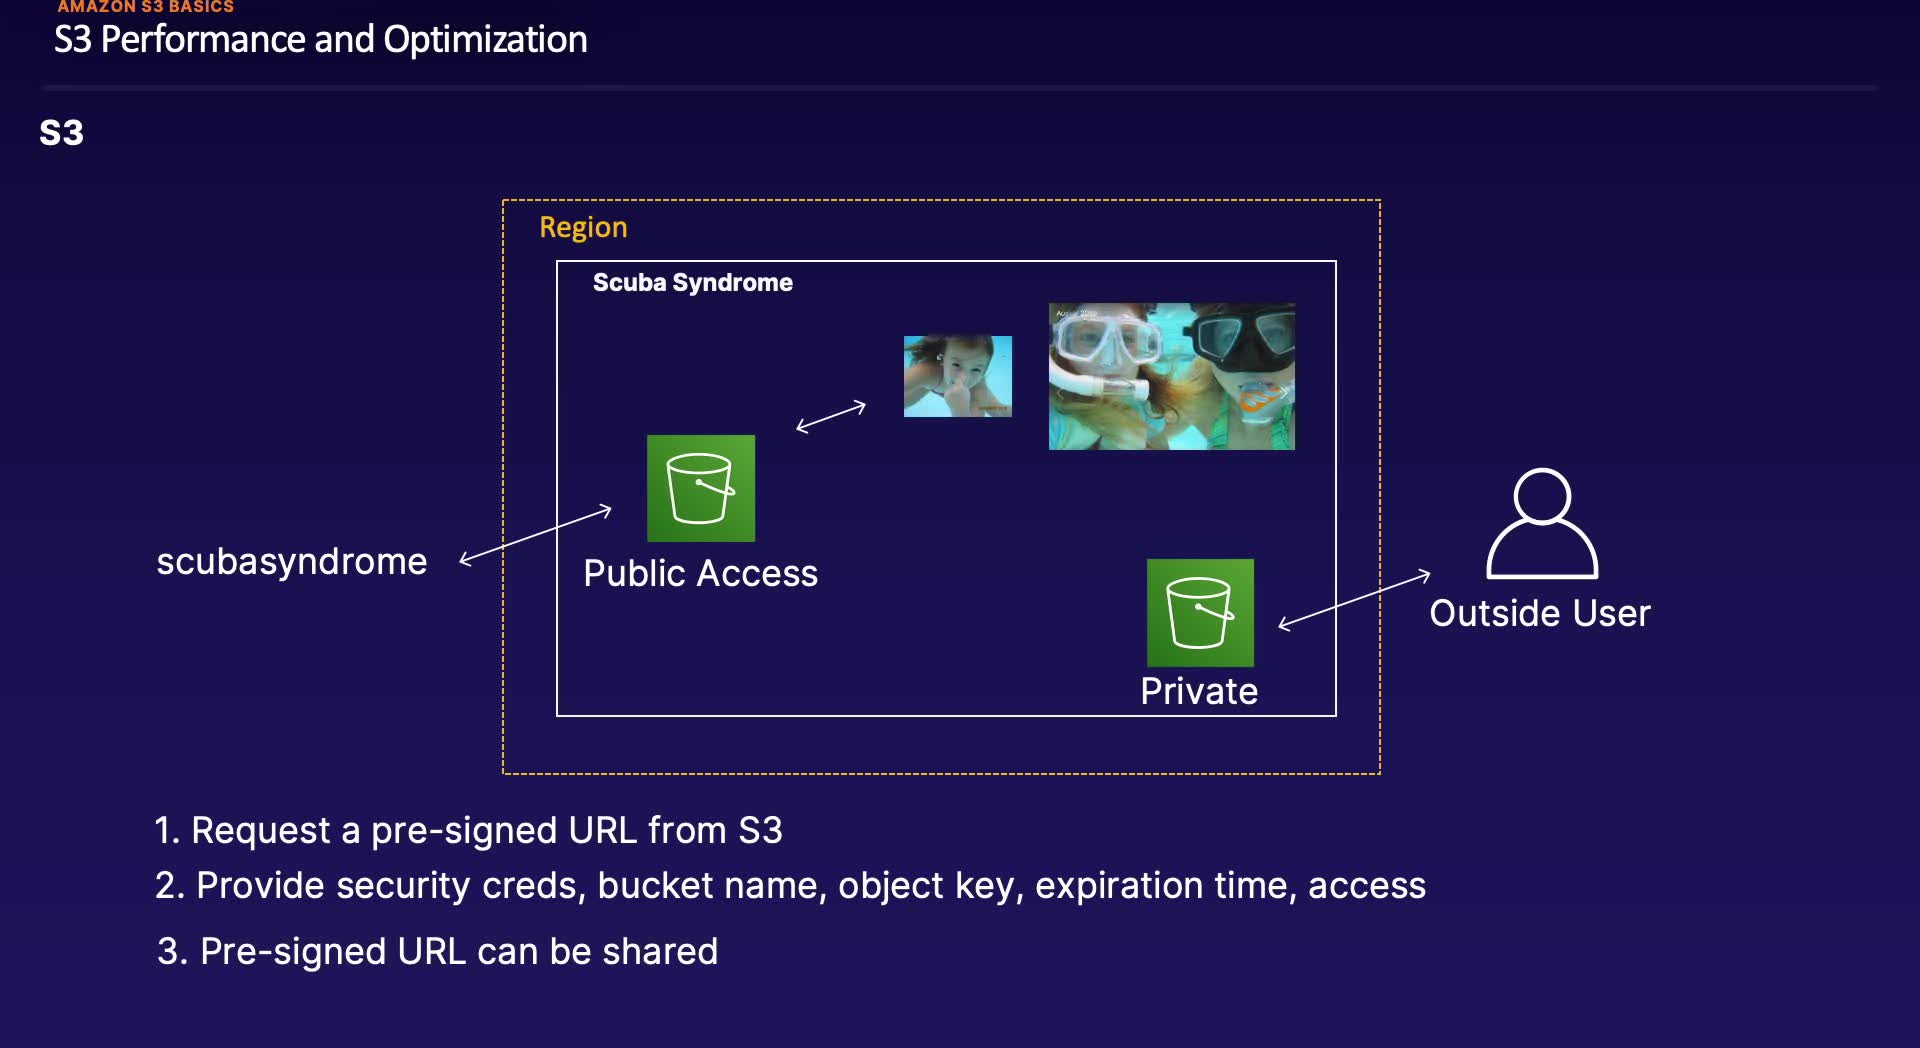 AMAZON S3 BASICS
S3 Performance and Optimization
S3
Region
Scuba Syndrome
August 2019
scubasyndrome
Public Access
Private
Outside User
1. Request a pre-signed URL from S3
2. Provide security creds, bucket name, object key, expiration time, access
3. Pre-signed URL can be shared